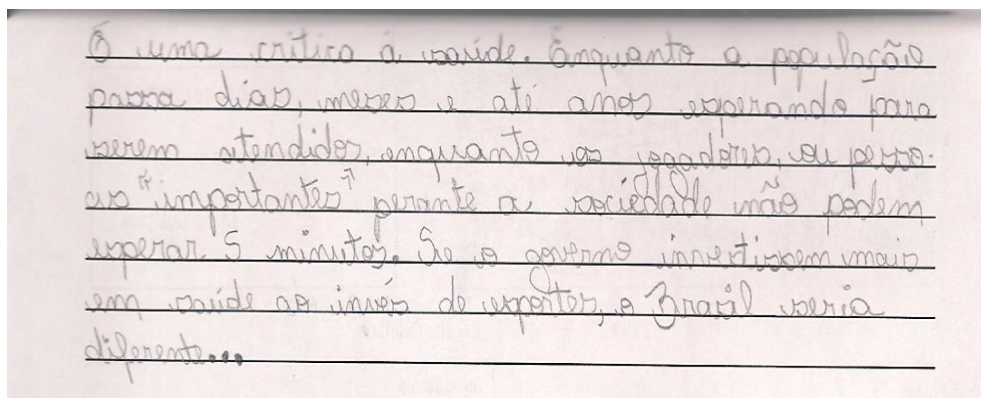 É uma crítica á saúde. Enquanto a população
passa dias, meses e até anos esperando para
serem atendidos, enquanto os jogadores, ou pesso-
as "importantes" perante a sociedade não podem
esperar 5 minutos. Se o governo investissem mais
em saúde ao invés de esportes, o Brasil seria
diferente...